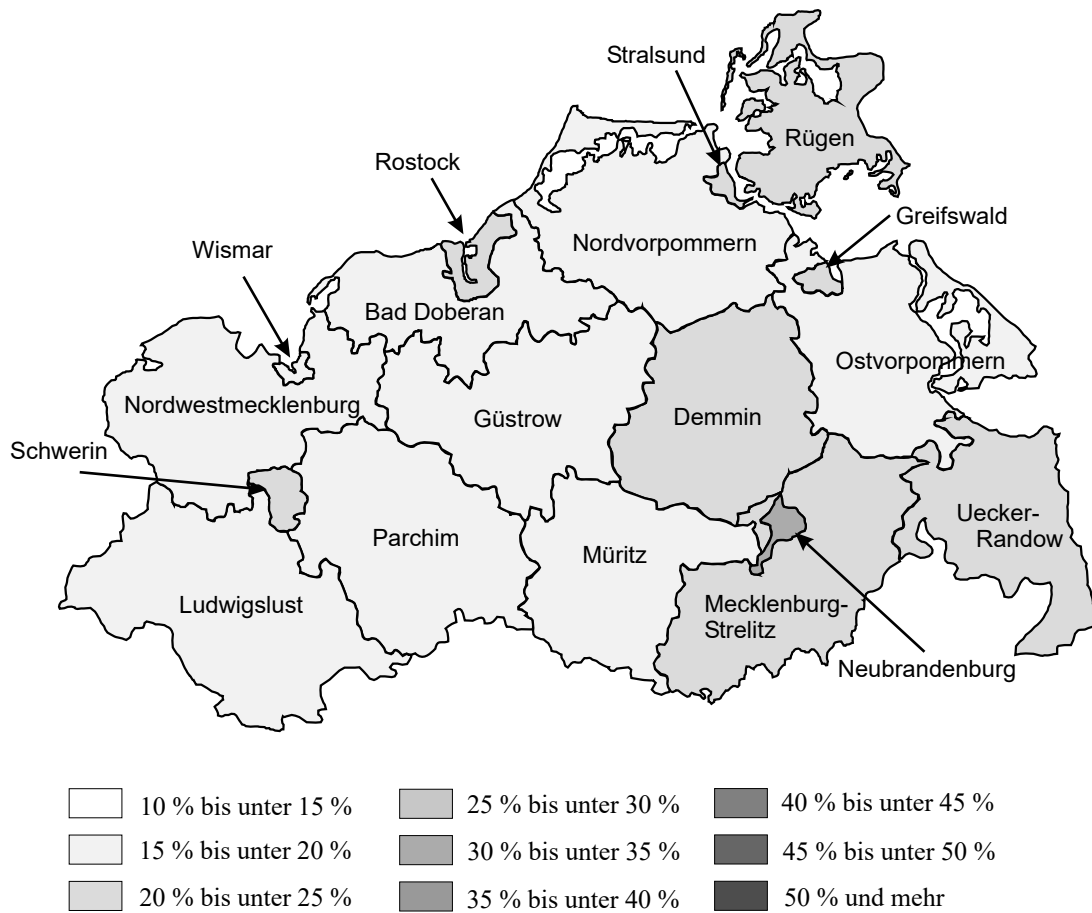 Stralsund
Rügen
Rostock
Greifswald
Wismar
Nordvorpommern
Bad Doberan
Ostvorpommern
Nordwestmecklenburg
Güstrow
Demmin
Schwerin
Uecker-
Randow
Parchim
Müritz
Ludwigslust
Mecklenburg-
Strelitz
Neubrandenburg
10 % bis unter 15 %
15 % bis unter 20 %
20 % bis unter 25 %
25 % bis unter 30 %
30 % bis unter 35 %
35 % bis unter 40 %
40 % bis unter 45 %
45 % bis unter 50 %
50 % und mehr